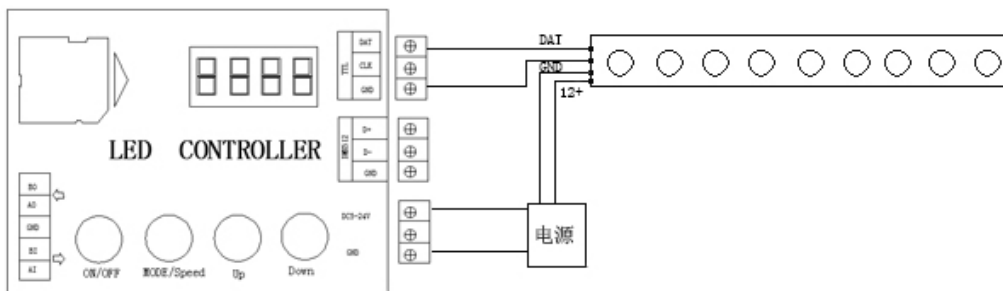 DAT
CLK
GND
TTL
DAI
GND
12+
LED CONTROLLER
D+
D-
GND
DMX512
BO
AO
GND
BI
AI
DC5-24V
GND
电源
ON/OFF
MODE/Speed
Up
Down